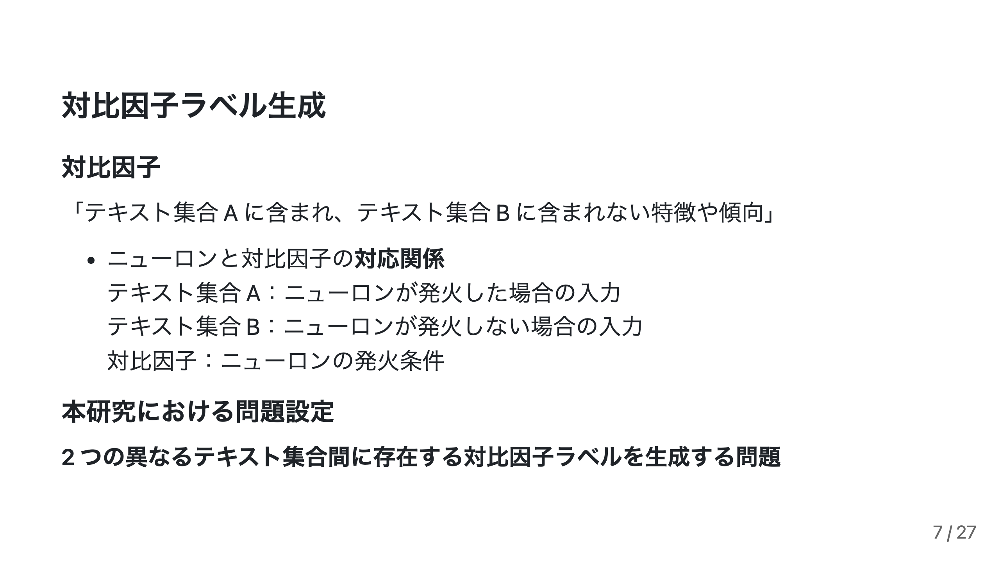 対比因子ラベル生成
対比因子
「テキスト集合 A に含まれ、テキスト集合 B に含まれない特徴や傾向」
• ニューロンと対比因子の対応関係
テキスト集合 A：ニューロンが発火した場合の入力
テキスト集合 B：ニューロンが発火しない場合の入力
対比因子：ニューロンの発火条件
本研究における問題設定
2 つの異なるテキスト集合間に存在する対比因子ラベルを生成する問題
7 / 27